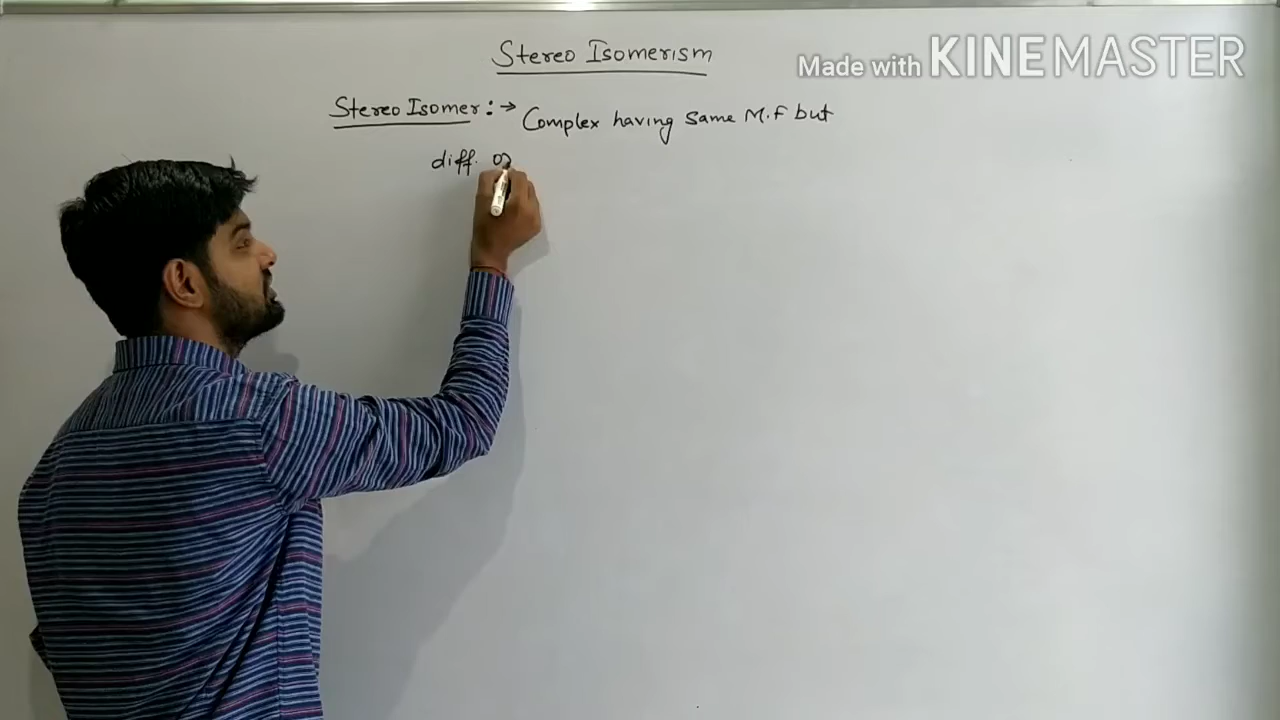 Stereo Isomerism
Made with KINEMASTER
Stereo Isomer :→ Complex having same M.F but
diff.